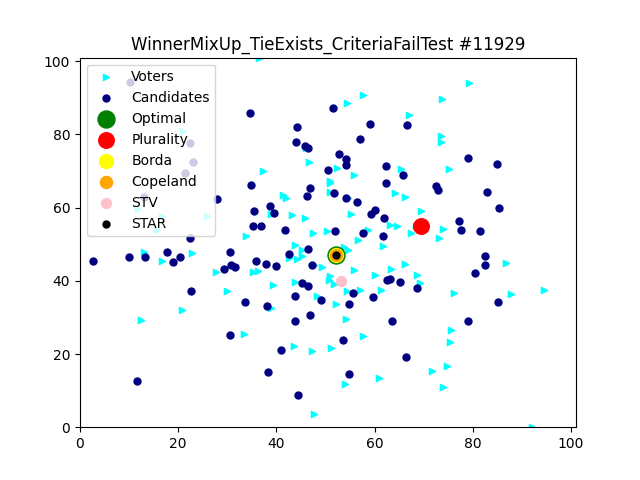 WinnerMixUp_TieExists_CriteriaFailTest #11929
100
80
60
40
20
0
Voters
Candidates
Optimal
Plurality
Borda
Copeland
STV
STAR
0 20 40 60 80 100